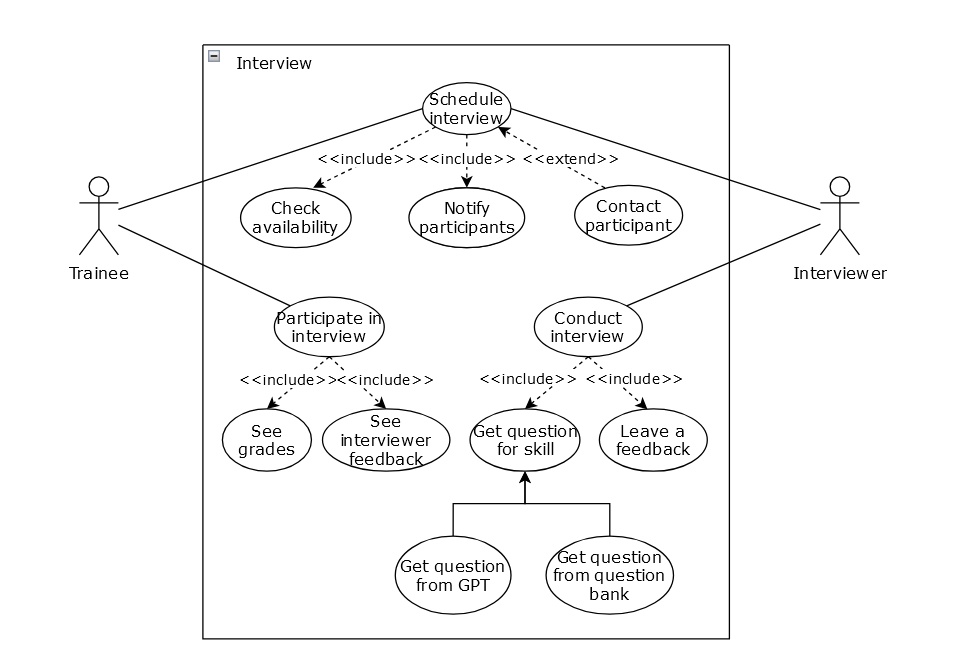 Interview
Schedule
interview
<<include>>
<<include>>
<<extend>>
Check
availability
Notify
participants
Contact
participant
Trainee
Interviewer
Participate in
interview
Conduct
interview
<<include>>
<<include>>
<<include>>
<<include>>
See
grades
See
interviewer
feedback
Get question
for skill
Leave a
feedback
Get question
from GPT
Get question
from question
bank